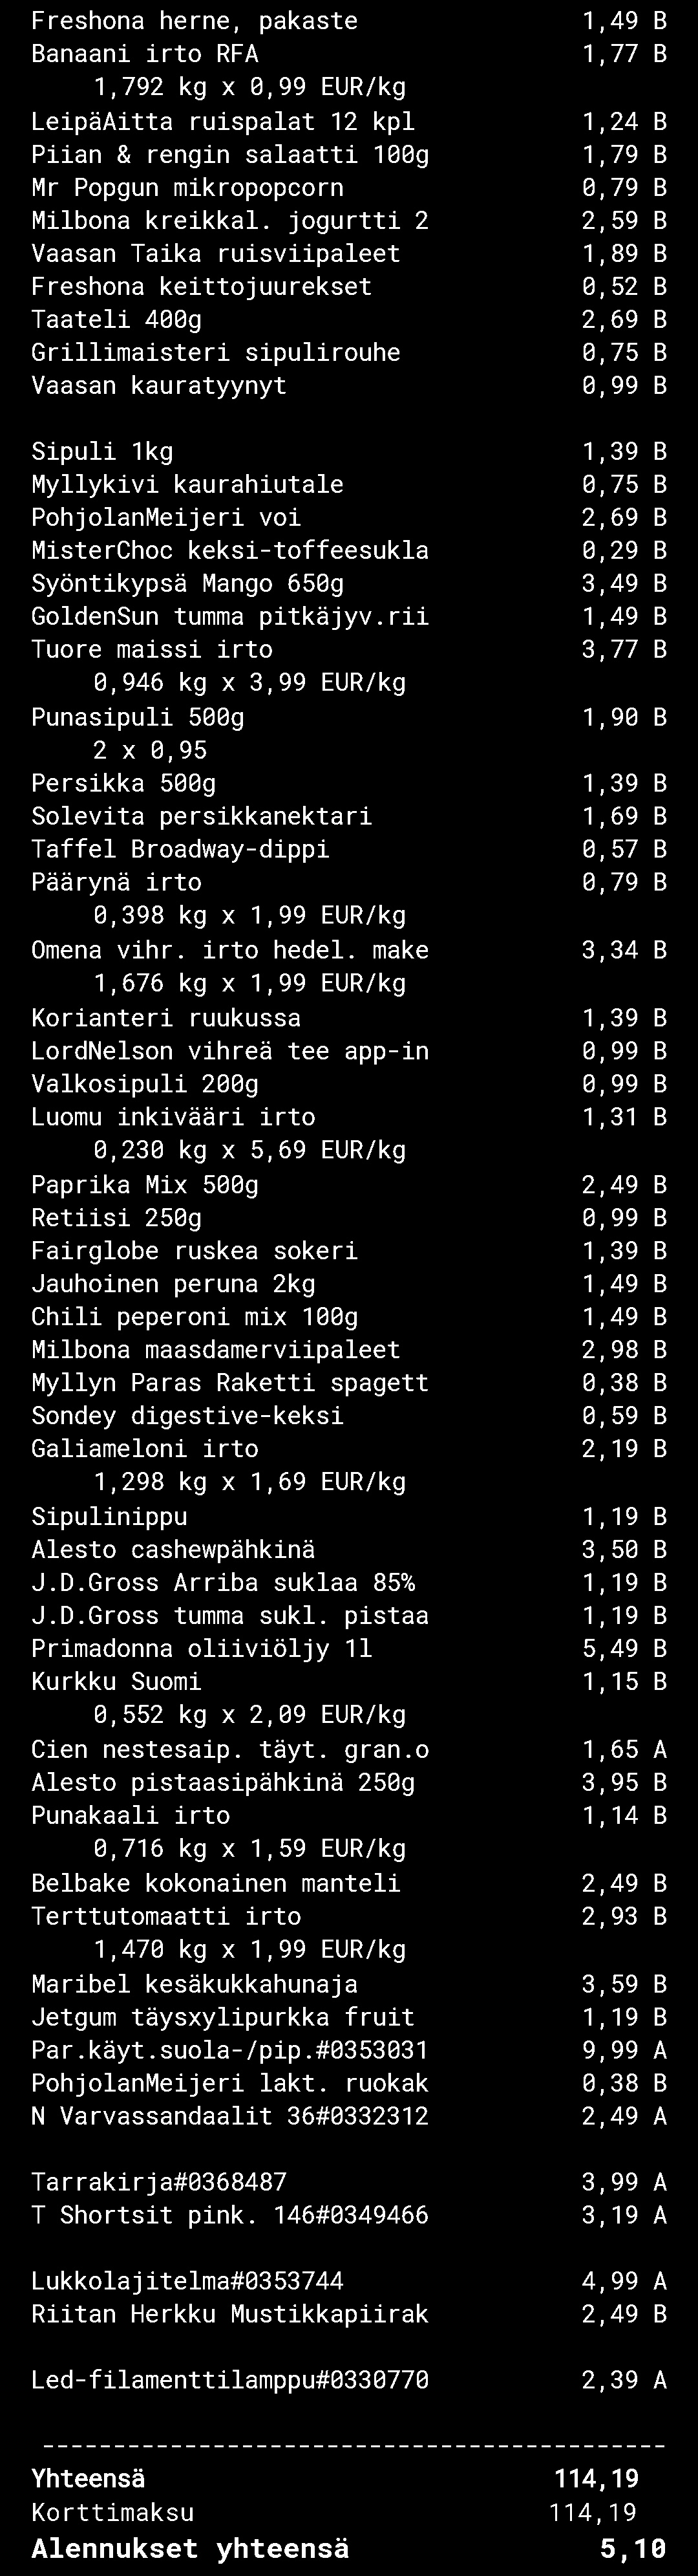 Freshona herne, pakaste 1,49 B
Banaani irto RFA 1,77 B
1,792 kg x 0,99 EUR/kg
LeipäAitta ruispalat 12 kpl 1,24 B
Piian & rengin salaatti 100g 1,79 B
Mr Popgun mikropopcorn 0,79 B
Milbona kreikkal. jogurtti 2 2,59 B
Vaasan Taika ruisviipaleet 1,89 B
Freshona keittojuurekset 0,52 B
Taateli 400g 2,69 B
Grillimaisteri sipulirouhe 0,75 B
Vaasan kauratyynyt 0,99 B
Sipuli 1kg 1,39 B
Myllykivi kaurahiutale 0,75 B
PohjolanMeijeri voi 2,69 B
MisterChoc keksi-toffeesukla 0,29 B
Syöntikypsä Mango 650g 3,49 B
GoldenSun tumma pitkäjyv.rii 1,49 B
Tuore maissi irto 3,77 B
0,946 kg x 3,99 EUR/kg
Punasipuli 500g 1,90 B
2 x 0,95
Persikka 500g 1,39 B
Solevita persikkanektari 1,69 B
Taffel Broadway-dippi 0,57 B
Päärynä irto 0,79 B
0,398 kg x 1,99 EUR/kg
Omena vihr. irto hedel. make 3,34 B
1,676 kg x 1,99 EUR/kg
Korianteri ruukussa 1,39 B
LordNelson vihreä tee app-in 0,99 B
Valkosipuli 200g 0,99 B
Luomu inkivääri irto 1,31 B
0,230 kg x 5,69 EUR/kg
Paprika Mix 500g 2,49 B
Retiisi 250g 0,99 B
Fairglobe ruskea sokeri 1,39 B
Jauhoinen peruna 2kg 1,49 B
Chili peperoni mix 100g 1,49 B
Milbona maasdamerviipaleet 2,98 B
Myllyn Paras Raketti spagett 0,38 B
Sondey digestive-keksi 0,59 B
Galiameloni irto 2,19 B
1,298 kg x 1,69 EUR/kg
Sipulinippu 1,19 B
Alesto cashewpähkinä 3,50 B
J.D.Gross Arriba suklaa 85% 1,19 B
J.D.Gross tumma sukl. pistaa 1,19 B
Primadonna oliiviöljy 1l 5,49 B
Kurkku Suomi 1,15 B
0,552 kg x 2,09 EUR/kg
Cien nestesaip. täyt. gran.o 1,65 A
Alesto pistaasipähkinä 250g 3,95 B
Punakaali irto 1,14 B
0,716 kg x 1,59 EUR/kg
Belbake kokonainen manteli 2,49 B
Terttutomaatti irto 2,93 B
1,470 kg x 1,99 EUR/kg
Maribel kesäkukkahunaja 3,59 B
Jetgum täysxylipurkka fruit 1,19 B
Par.käyt.suola-/pip.#0353031 9,99 A
PohjolanMeijeri lakt. ruokak 0,38 B
N Varvassandaalit 36#0332312 2,49 A
Tarrakirja#0368487 3,99 A
T Shortsit pink. 146#0349466 3,19 A
Lukkolajitelma#0353744 4,99 A
Riitan Herkku Mustikkapiirak 2,49 B
Led-filamenttilamppu#0330770 2,39 A
--------------------------------------------
Yhteensä 114,19
Korttimaksu 114,19
Alennukset yhteensä 5,10